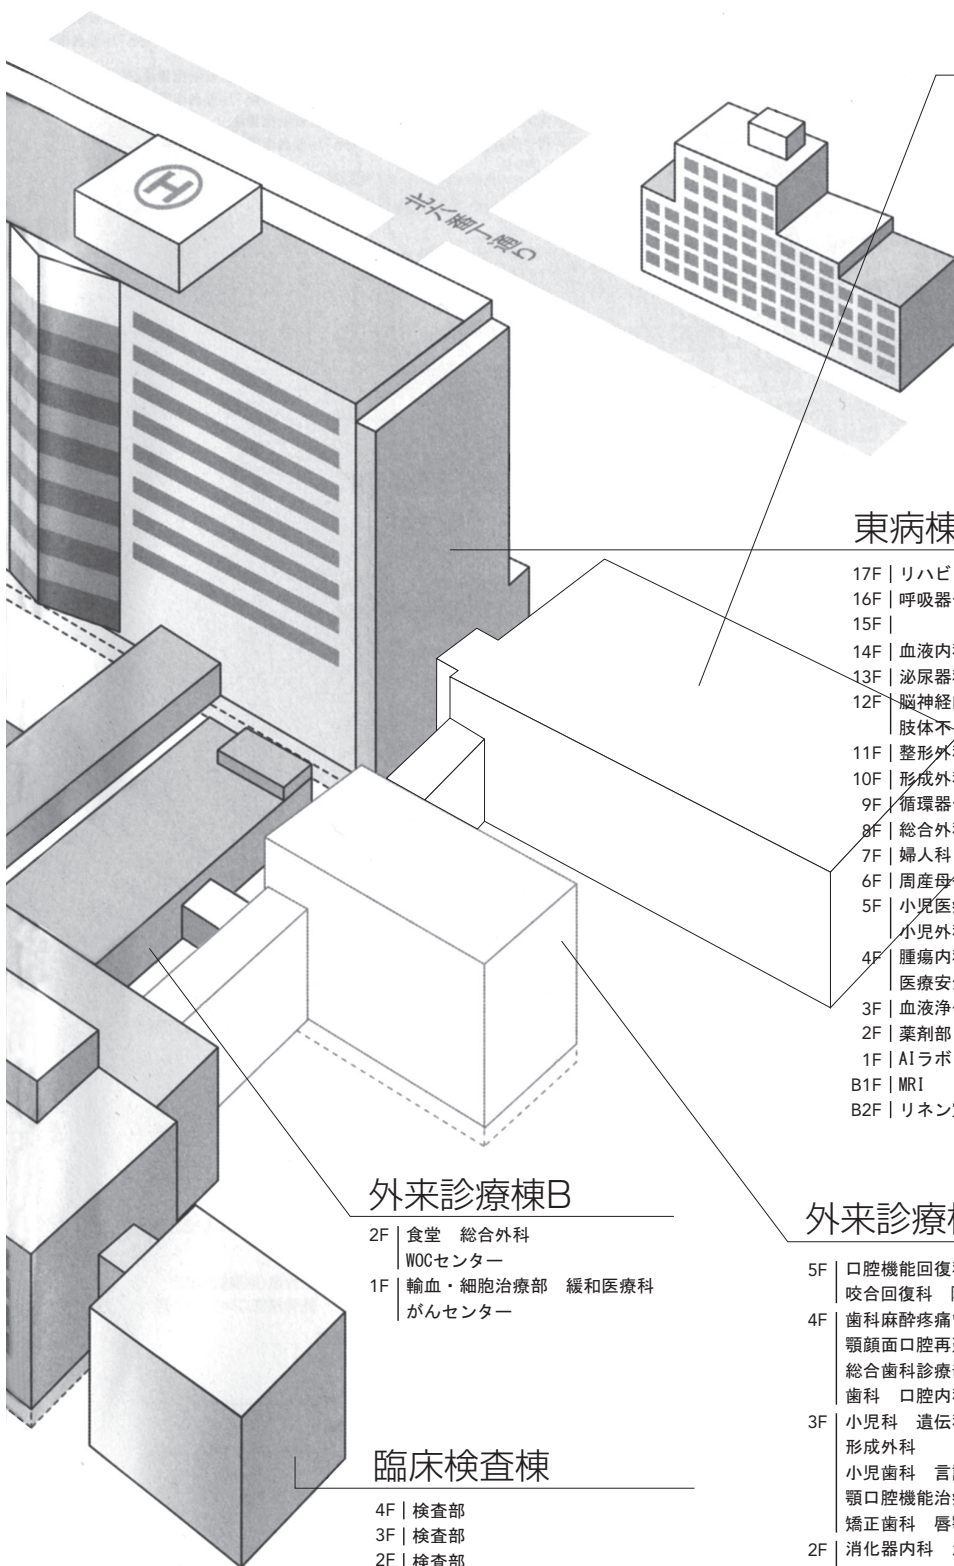 H
北六番丁通り
東病棟
17F リハビ
16F 呼吸器
15F
14F 血液内
13F 泌尿器
12F 脳神経
肢体不
11F 整形外
10F 形成外
9F 循環器
8F 総合外
7F 婦人科
6F 周産母
5F 小児医
小児外
4F 腫瘍内
医療安
3F 血液浄
2F 薬剤部
1F AIラボ
B1F MRI
B2F リネン
外来診療棟B
2F 食堂 総合外科
WOCセンター
1F 輸血・細胞治療部 緩和医療科
がんセンター
外来診療
5F 口腔機能回復
咬合回復科
4F 歯科麻酔疼痛
顎顔面口腔再
総合歯科診療
歯科 口腔内
3F 小児科 遺伝
形成外科
小児歯科 言
顎口腔機能治
矯正歯科 唇
2F 消化器内科
臨床検査棟
4F 検査部
3F 検査部
2F 検査部